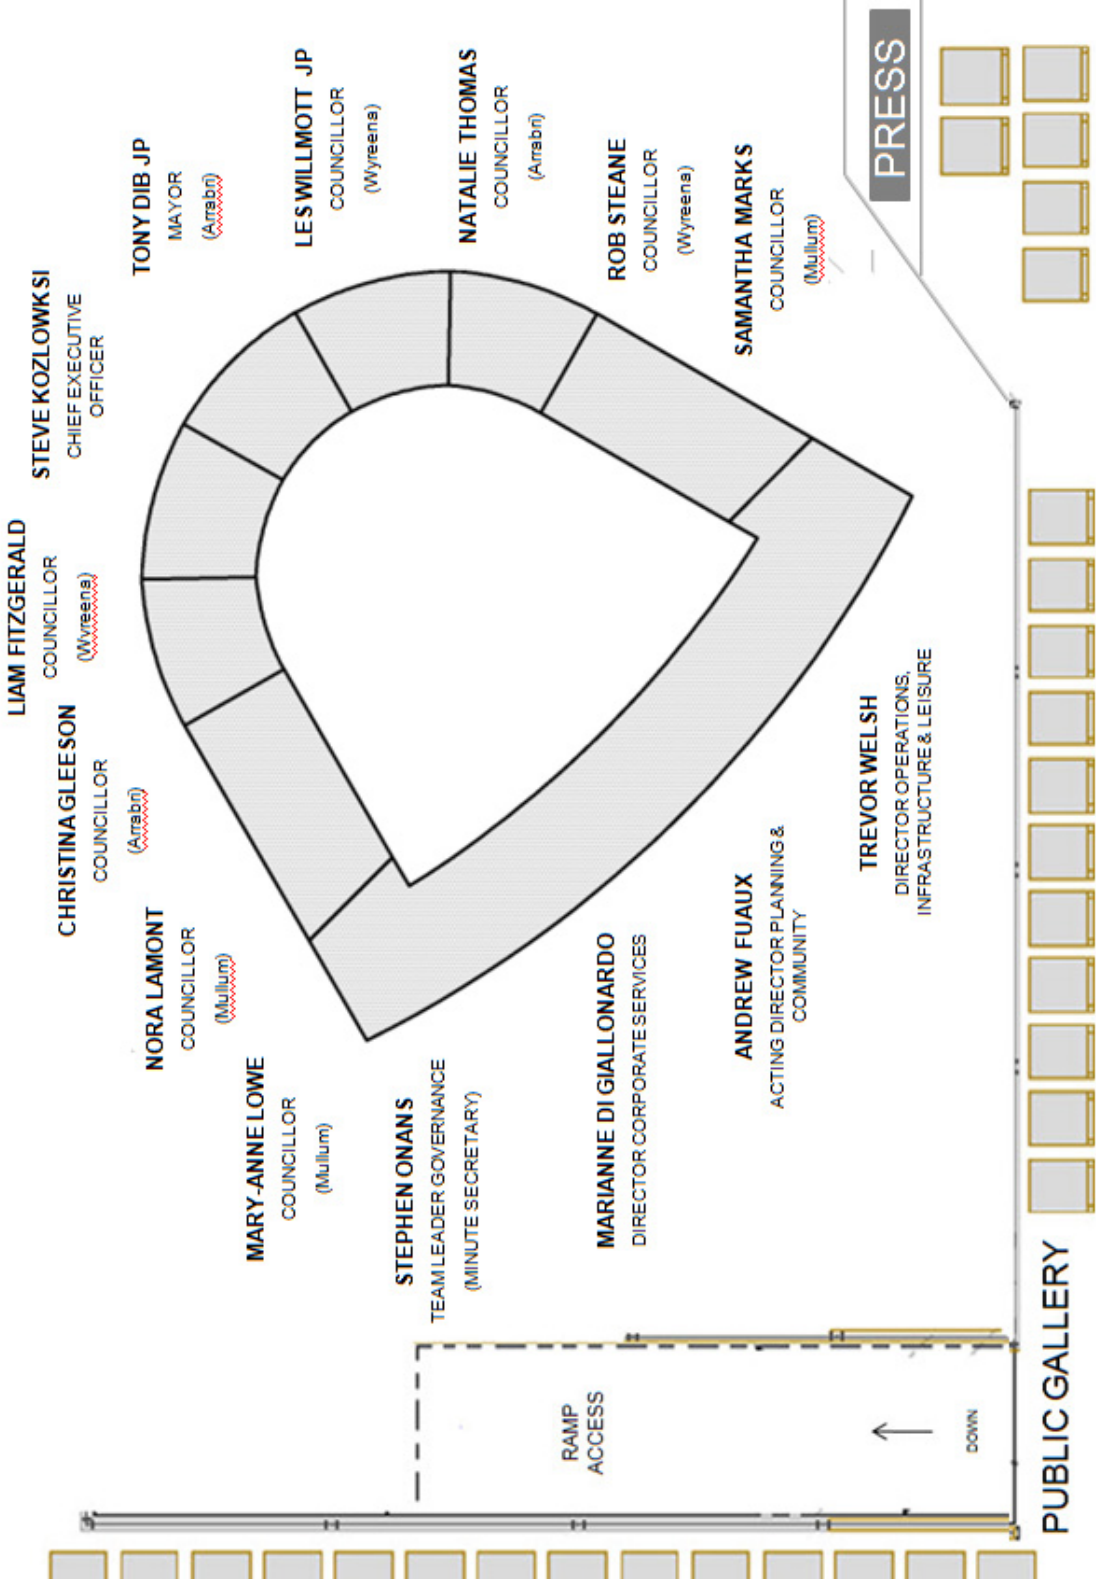 LIAM FITZGERALD
COUNCILLOR
(Wyreena)
STEVE KOZLOWKSI
CHIEF EXECUTIVE
OFFICER
CHRISTINA GLEESON
COUNCILLOR
(Arrabri)
TONY DIB JP
MAYOR
(Arrabri)
NORA LAMONT
COUNCILLOR
(Mullum)
LES WILLMOTT JP
COUNCILLOR
(Wyreena)
MARY-ANNE LOWE
COUNCILLOR
(Mullum)
NATALIE THOMAS
COUNCILLOR
(Arrabri)
STEPHEN ONANS
TEAM LEADER GOVERNANCE
(MINUTE SECRETARY)
ROB STEANE
COUNCILLOR
(Wyreena)
MARIANNE DI GIALLONARDO
DIRECTOR CORPORATE SERVICES
SAMANTHA MARKS
COUNCILLOR
(Mullum)
ANDREW FUAUX
ACTING DIRECTOR PLANNING &
COMMUNITY
TREVOR WELSH
DIRECTOR OPERATIONS,
INFRASTRUCTURE & LEISURE
PRESS
RAMP
ACCESS
DOWN
PUBLIC GALLERY